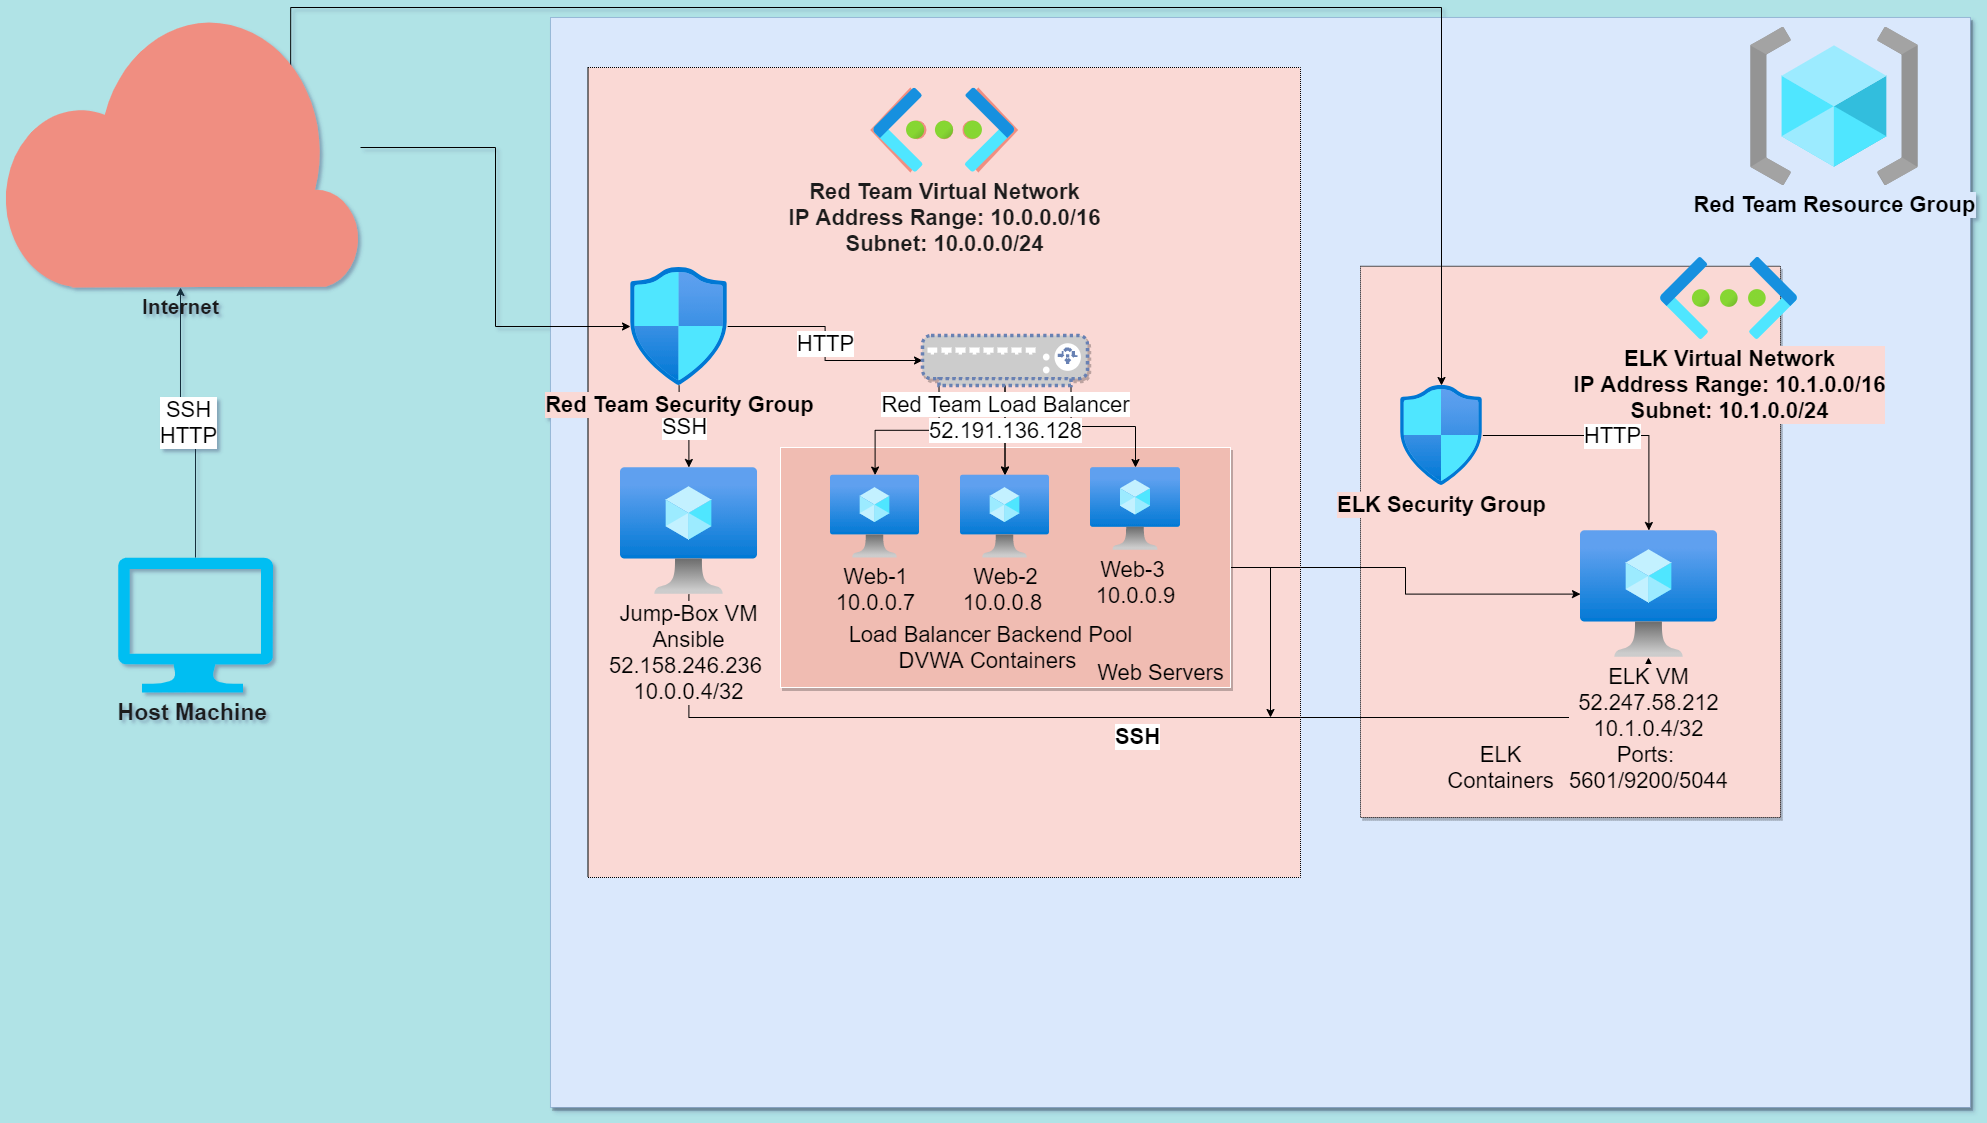 Internet
SSH
HTTP
Host Machine
Red Team Virtual Network
IP Address Range: 10.0.0.0/16
Subnet: 10.0.0.0/24
Red Team Security Group
SSH
HTTP
Red Team Load Balancer
52.191.136.128
Jump-Box VM
Ansible
52.158.246.236
10.0.0.4/32
Web-1
10.0.0.7
Web-2
10.0.0.8
Web-3
10.0.0.9
Load Balancer Backend Pool
DVWA Containers
Web Servers
SSH
Red Team Resource Group
ELK Virtual Network
IP Address Range: 10.1.0.0/16
Subnet: 10.1.0.0/24
HTTP
ELK Security Group
ELK VM
52.247.58.212
10.1.0.4/32
Ports:
5601/9200/5044
ELK
Containers